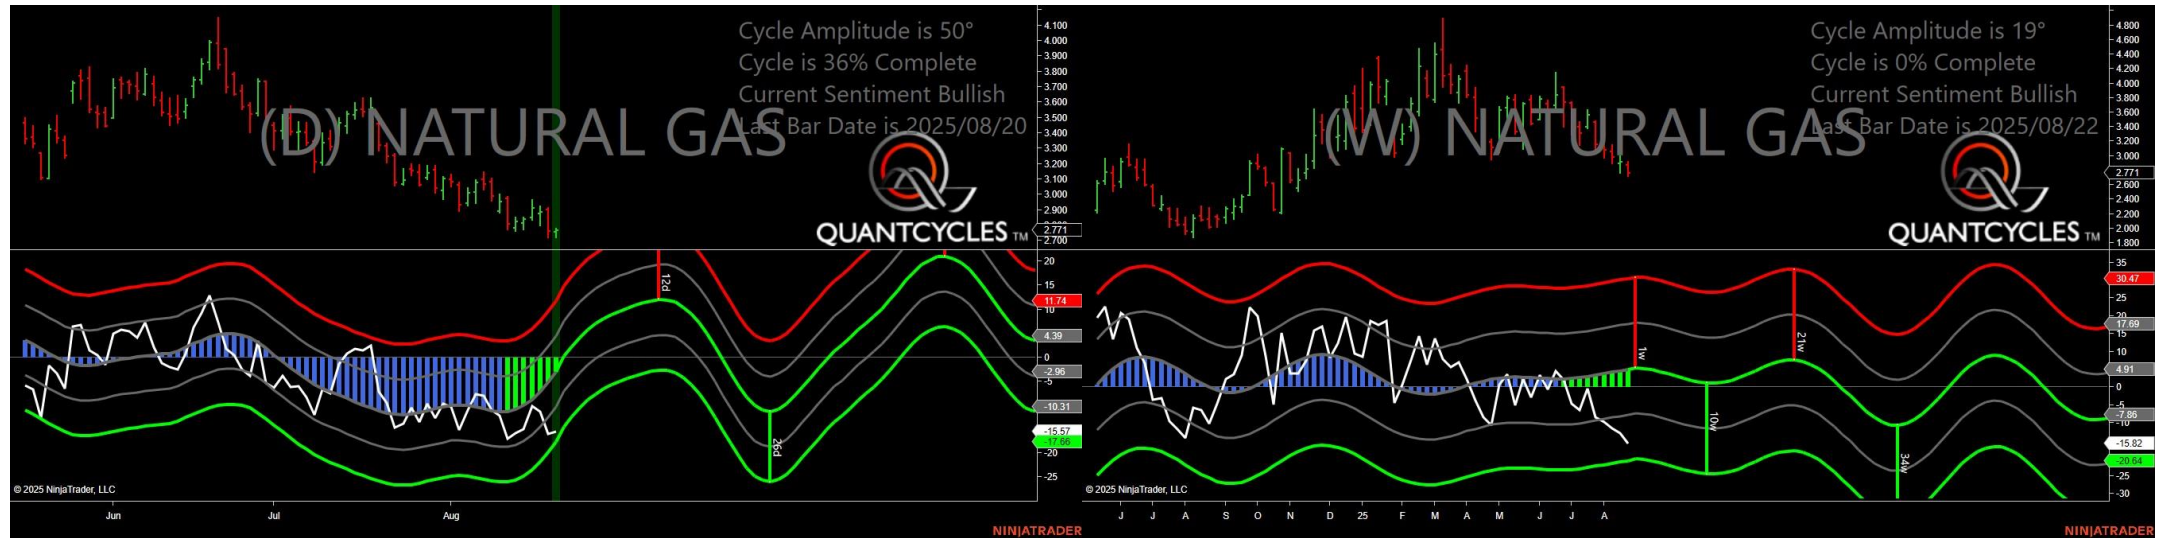 Cycle Amplitude is 50°
Cycle is 36% Complete
Current Sentiment Bullish
Last Bar Date is 2025/08/20
(D) NATURAL GAS
QUANTCYCLES TM
4.100
4.000
3.900
3.800
3.700
3.600
3.500
3.400
3.300
3.200
3.100
3.000
2.900
2.771
2.700
12d
26d
20
15
11.74
10
4.39
0
-2.96
-5
-10.31
-15.57
-17.66
-20
-25
© 2025 NinjaTrader, LLC
Jun
Jul
Aug
NINJATRADER
Cycle Amplitude is 19°
Cycle is 0% Complete
Current Sentiment Bullish
Last Bar Date is 2025/08/22
(W) NATURAL GAS
QUANTCYCLES TM
4.800
4.600
4.400
4.200
4.000
3.800
3.600
3.400
3.200
3.000
2.771
2.600
2.400
2.200
2.000
1.800
1w
21w
10w
34w
35
30.47
25
20
17.69
15
10
4.91
0
-5
-7.86
-10
-15.82
-20.64
-25
-30
© 2025 NinjaTrader, LLC
J J A S O N D 25 F M A M J J A
NINJATRADER